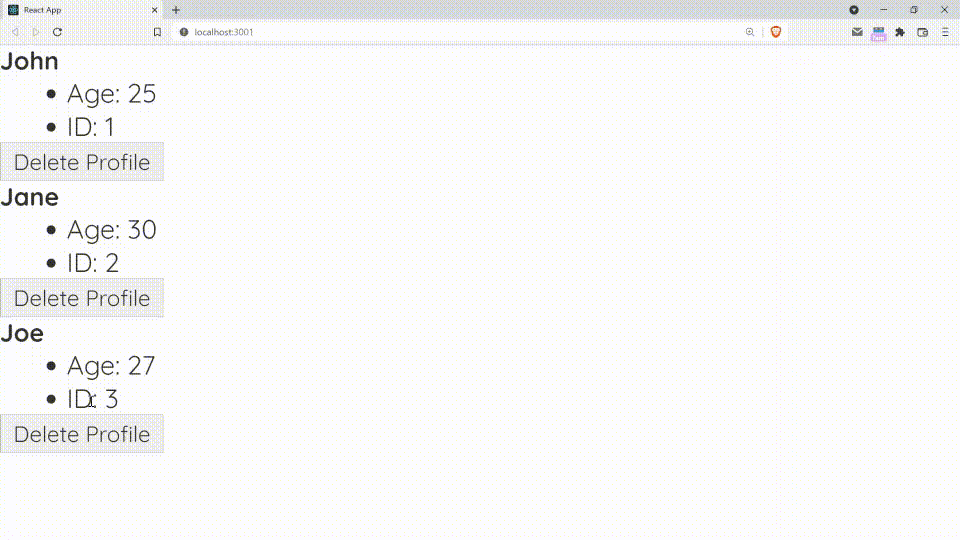 React App
localhost:3001
John
Age: 25
ID: 1
Delete Profile
Jane
Age: 30
ID: 2
Delete Profile
Joe
Age: 27
ID: 3
Delete Profile